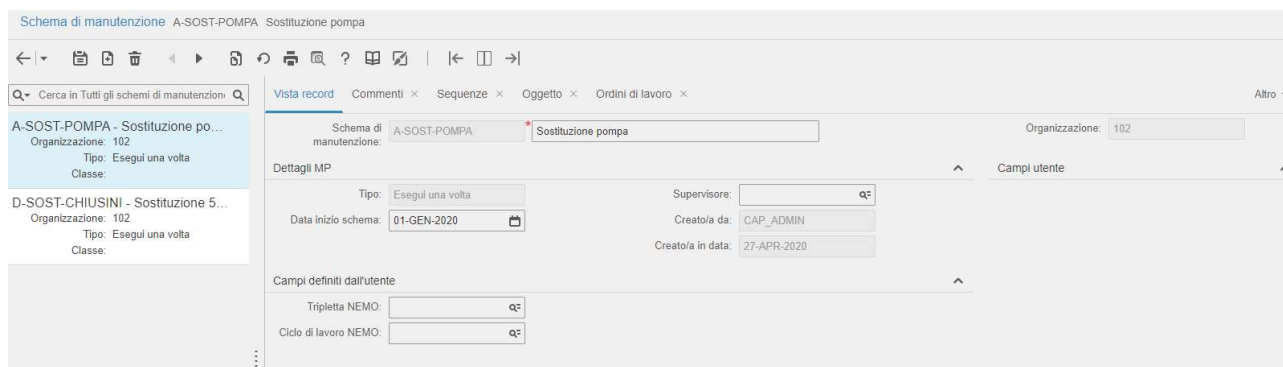 Schema di manutenzione A-SOST-POMPA Sostituzione pompa
Cerca in Tutti gli schemi di manutenzion
A-SOST-POMPA - Sostituzione po...
Organizzazione: 102
Tipo: Esegui una volta
Classe:
D-SOST-CHIUSINI - Sostituzione 5...
Organizzazione: 102
Tipo: Esegui una volta
Classe:
Vista record Commenti × Sequenze × Oggetto × Ordini di lavoro × Altro
Schema di manutenzione: A-SOST-POMPA * Sostituzione pompa
Organizzazione: 102
Dettagli MP
Campi utente
Tipo: Esegui una volta
Supervisore:
Data inizio schema: 01-GEN-2020
Creato/a da: CAP_ADMIN
Creato/a in data: 27-APR-2020
Campi definiti dall'utente
Tripletta NEMO:
Ciclo di lavoro NEMO: